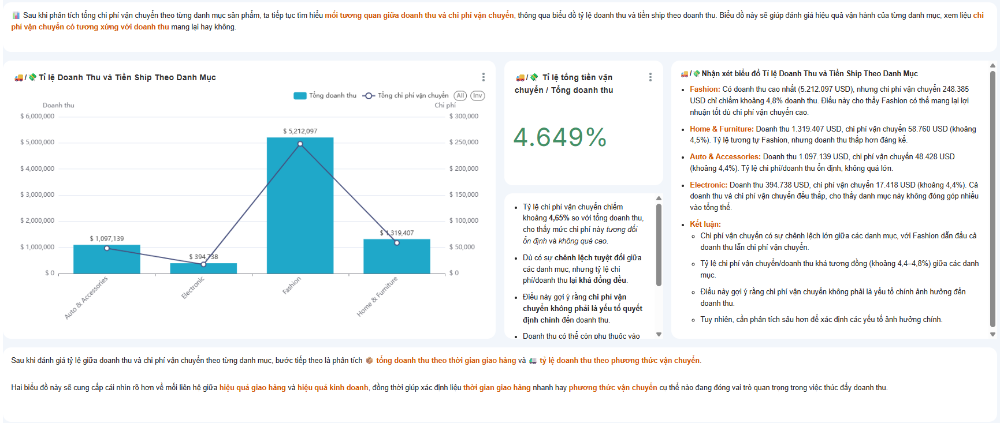 📊 Sau khi phân tích tổng chi phí vận chuyển theo từng danh mục sản phẩm, ta tiếp tục tìm hiểu mối tương quan giữa doanh thu và chi phí vận chuyển, thông qua biểu đồ tỷ lệ doanh thu và tiền ship theo doanh thu. Biểu đồ này sẽ giúp đánh giá hiệu quả vận hành của từng danh mục, xem liệu chi
phí vận chuyển có tương xứng với doanh thu mang lại hay không.
🚚/💸 Tỉ lệ Doanh Thu và Tiền Ship Theo Danh Mục
Tổng doanh thu
Tổng chi phí vận chuyển
All
Inv
Doanh thu
Chi phí
$ 6,000,000
$ 5,000,000
$ 4,000,000
$ 3,000,000
$ 2,000,000
$ 1,000,000
$ 0
$ 300,000
$ 250,000
$ 200,000
$ 150,000
$ 100,000
$ 50,000
$ 0
$ 1,097,139
$ 394,738
$ 5,212,097
$ 1,319,407
Auto & Accessories
Electronic
Fashion
Home & Furniture
🚚/💸 Tỉ lệ tổng tiền vận
chuyển / Tổng doanh thu
4.649%
• Tỷ lệ chi phí vận chuyển chiếm
khoảng 4,65% so với tổng doanh thu,
cho thấy mức chi phí này tương đối
ổn định và không quá cao.
• Dù có sự chênh lệch tuyệt đối giữa
các danh mục, nhưng tỷ lệ chi
phí/doanh thu lại khá đồng đều.
• Điều này gợi ý rằng chi phí vận
chuyển không phải là yếu tố quyết
định chính đến doanh thu.
• Doanh thu có thể còn phụ thuộc vào
🚚/💸 Nhận xét biểu đồ Tỉ lệ Doanh Thu và Tiền Ship Theo Danh Mục
• Fashion: Có doanh thu cao nhất (5.212.097 USD), nhưng chi phí vận chuyển 248.385
USD chỉ chiếm khoảng 4,8% doanh thu. Điều này cho thấy Fashion có thể mang lại lợi
nhuận tốt dù chi phí vận chuyển cao.
• Home & Furniture: Doanh thu 1.319.407 USD, chi phí vận chuyển 58.760 USD (khoảng
4,5%). Tỷ lệ tương tự Fashion, nhưng doanh thu thấp hơn đáng kể.
• Auto & Accessories: Doanh thu 1.097.139 USD, chi phí vận chuyển 48.428 USD
(khoảng 4,4%). Tỷ lệ chi phí/doanh thu ổn định, không quá lớn.
• Electronic: Doanh thu 394.738 USD, chi phí vận chuyển 17.418 USD (khoảng 4,4%). Cả
doanh thu và chi phí vận chuyển đều thấp, cho thấy danh mục này không đóng góp nhiều
vào tổng thể.
• Kết luận:
◦ Chi phí vận chuyển có sự chênh lệch lớn giữa các danh mục, với Fashion dẫn đầu cả
doanh thu lẫn chi phí vận chuyển.
◦ Tỷ lệ chi phí vận chuyển/doanh thu khá tương đồng (khoảng 4,4–4,8%) giữa các danh
mục.
◦ Điều này gợi ý rằng chi phí vận chuyển không phải là yếu tố chính ảnh hưởng đến
doanh thu.
◦ Tuy nhiên, cần phân tích sâu hơn để xác định các yếu tố ảnh hưởng chính.
Sau khi đánh giá tỷ lệ giữa doanh thu và chi phí vận chuyển theo từng danh mục, bước tiếp theo là phân tích 📦 tổng doanh thu theo thời gian giao hàng và 🚛 tỷ lệ doanh thu theo phương thức vận chuyển.
Hai biểu đồ này sẽ cung cấp cái nhìn rõ hơn về mối liên hệ giữa hiệu quả giao hàng và hiệu quả kinh doanh, đồng thời giúp xác định liệu thời gian giao hàng nhanh hay phương thức vận chuyển cụ thể nào đang đóng vai trò quan trọng trong việc thúc đẩy doanh thu.